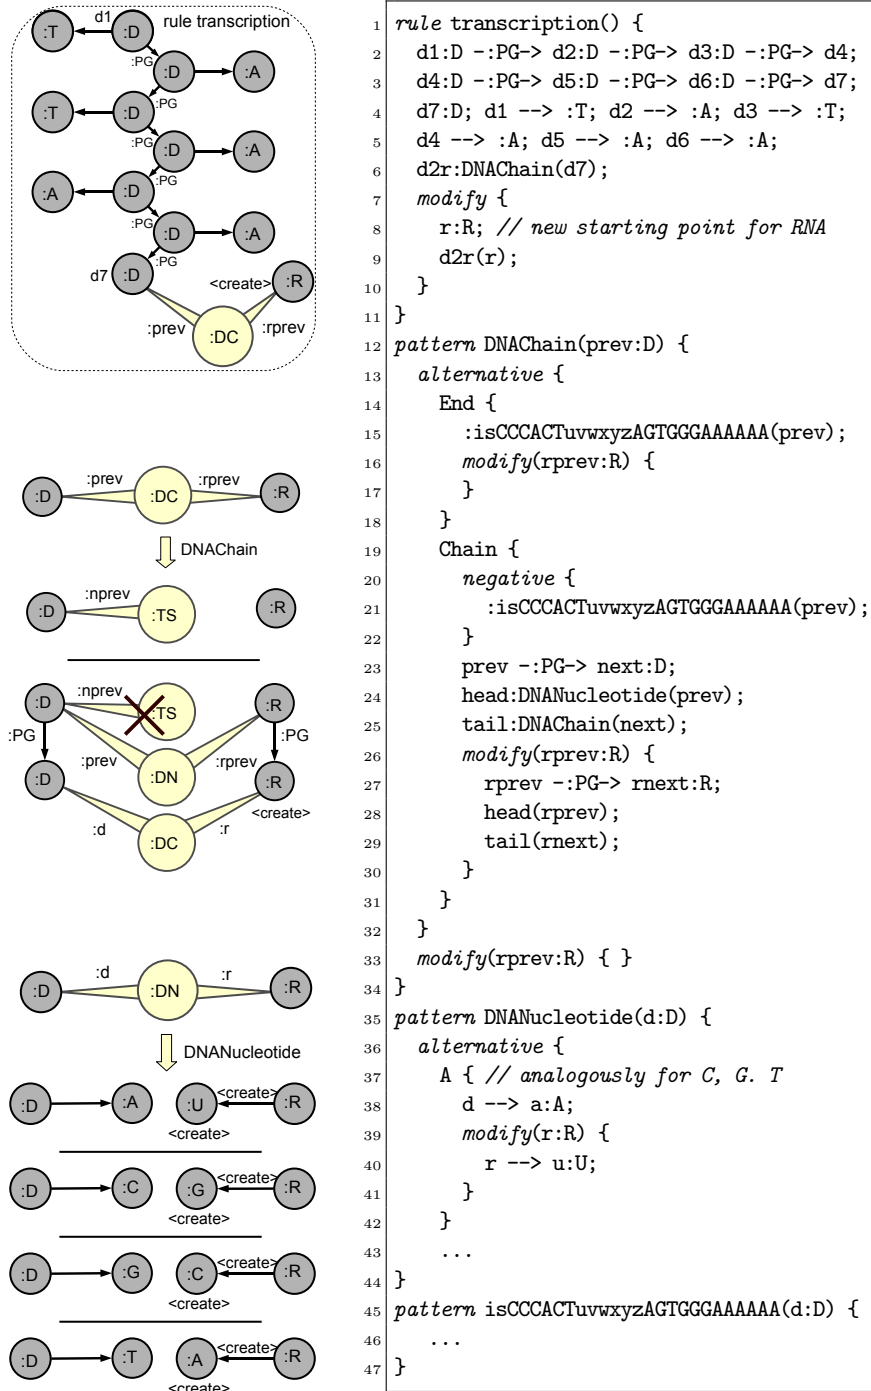 rule transcription
:T
d1
:D
:PG
:D
:A
:PG
:T
:D
:PG
:D
:A
:PG
:A
:D
:PG
:D
:A
:PG
d7
:D
<create>
:R
:prev
:DC
:rprev
:D
:prev
:DC
:rprev
:R
DNAChain
:D
:nprev
:TS
:R
:D
:nprev
:TS
:R
:PG
:PG
:prev
:DN
:rprev
:D
:R
<create>
:d
:DC
:r
:D
:d
:DN
:r
:R
DNANucleotide
:D
:A
:U
<create>
:R
<create>
:D
:C
:G
<create>
:R
<create>
:D
:G
:C
<create>
:R
<create>
:D
:T
:A
<create>
:R
<create>
1 rule transcription() {
2 d1:D -:PG-> d2:D -:PG-> d3:D -:PG-> d4;
3 d4:D -:PG-> d5:D -:PG-> d6:D -:PG-> d7;
4 d7:D; d1 --> :T; d2 --> :A; d3 --> :T;
5 d4 --> :A; d5 --> :A; d6 --> :A;
6 d2r:DNAChain(d7);
7 modify {
8 r:R; // new starting point for RNA
9 d2r(r);
10 }
11 }
12 pattern DNAChain(prev:D) {
13 alternative {
14 End {
15 :isCCCACTuvwxyzAGTGGGAAAAAA(prev);
16 modify(rprev:R) {
17 }
18 }
19 Chain {
20 negative {
21 :isCCCACTuvwxyzAGTGGGAAAAAA(prev);
22 }
23 prev -:PG-> next:D;
24 head:DNANucleotide(prev);
25 tail:DNAChain(next);
26 modify(rprev:R) {
27 rprev -:PG-> rnext:R;
28 head(rprev);
29 tail(rnext);
30 }
31 }
32 }
33 modify(rprev:R) { }
34 }
35 pattern DNANucleotide(d:D) {
36 alternative {
37 A { // analogously for C, G. T
38 d --> a:A;
39 modify(r:R) {
40 r --> u:U;
41 }
42 }
43 ...
44 }
45 pattern isCCCACTuvwxyzAGTGGGAAAAAA(d:D) {
46 ...
47 }